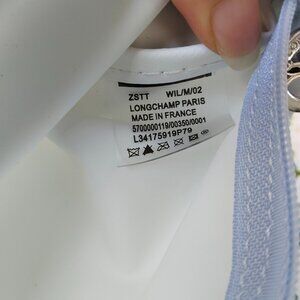 ZSTT WIL/M/02
LONGCHAMP PARIS
MADE IN FRANCE
5700000119/00350/0001
L34175919P79